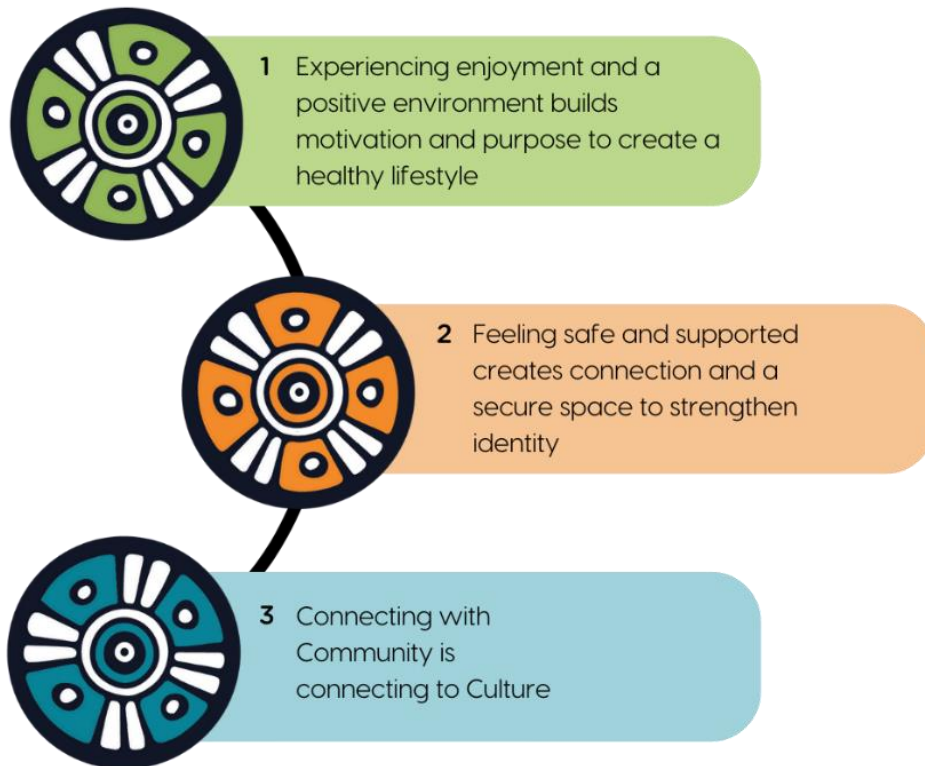 1 Experiencing enjoyment and a
positive environment builds
motivation and purpose to create a
healthy lifestyle
2 Feeling safe and supported
creates connection and a
secure space to strengthen
identity
3 Connecting with
Community is
connecting to Culture